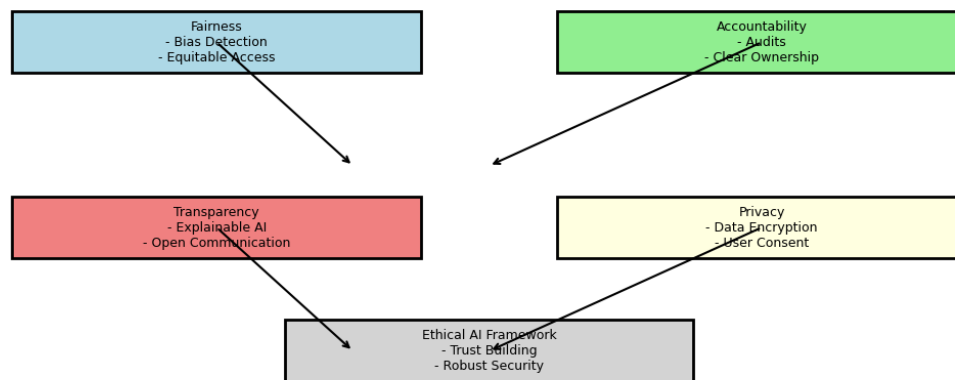 Fairness
- Bias Detection
- Equitable Access
Accountability
- Audits
- Clear Ownership
Transparency
- Explainable AI
- Open Communication
Privacy
- Data Encryption
- User Consent
Ethical AI Framework
- Trust Building
- Robust Security